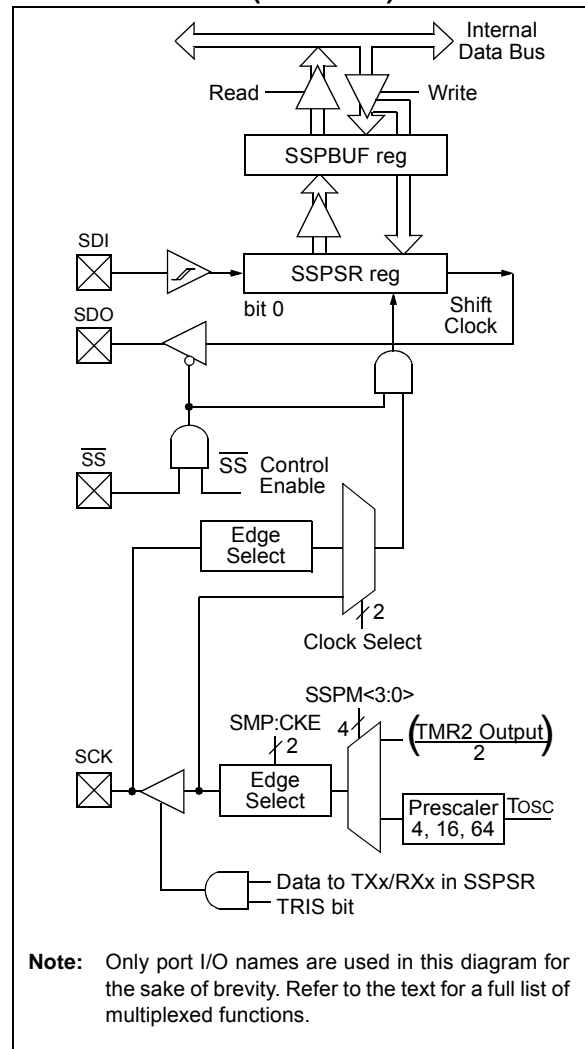 Internal
Data Bus
Read
Write
SSPBUF reg
SDI
SSPSR reg
bit 0
Shift
Clock
SDO
SS
SS Control
Enable
Edge
Select
2
Clock Select
SSPM<3:0>
SMP:CKE
4
(TMR2 Output)
2
2
SCK
Edge
Select
Prescaler
4, 16, 64
TOSC
Data to TXx/RXx in SSPSR
TRIS bit
Note: Only port I/O names are used in this diagram for
the sake of brevity. Refer to the text for a full list of
multiplexed functions.